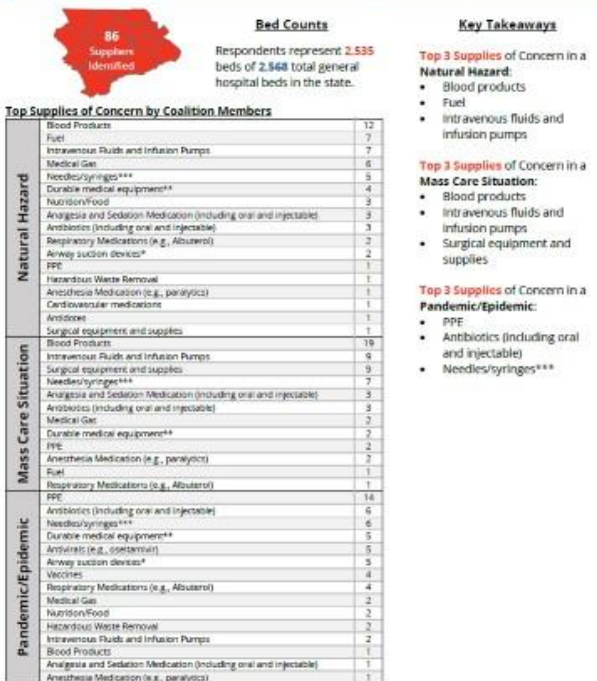 86
Suppliers
Identified
Bed Counts
Respondents represent 2.535
beds of 2.568 total general
hospital beds in the state.
Key Takeaways
Top 3 Supplies of Concern in a
Natural Hazard:
• Blood products
• Fuel
• Intravenous fluids and
infusion pumps
Top 3 Supplies of Concern in a
Mass Care Situation:
• Blood products
• Intravenous fluids and
infusion pumps
• Surgical equipment and
supplies
Top 3 Supplies of Concern in a
Pandemic/Epidemic:
• PPE
• Antibiotics (including oral
and injectable)
• Needles/syringes***
Top Supplies of Concern by Coalition Members
Natural Hazard
Blood Products 12
Fuel 7
Intravenous Fluids and Infusion Pumps 7
Medical Gas 6
Needles/syringes*** 5
Durable medical equipment** 4
Nutrition/Food 3
Analgesia and Sedation Medication (including oral and injectable) 3
Antibiotics (including oral and injectable) 3
Respiratory Medications (e.g., Albuterol) 2
Airway suction devices* 2
PPE 1
Hazardous Waste Removal 1
Anesthesia Medication (e.g., paralytics) 1
Cardiovascular medications 1
Antidotes 1
Surgical equipment and supplies 1
Mass Care Situation
Blood Products 19
Intravenous Fluids and Infusion Pumps 9
Surgical equipment and supplies 9
Needles/syringes*** 7
Analgesia and Sedation Medication (including oral and injectable) 3
Antibiotics (including oral and injectable) 3
Medical Gas 2
Durable medical equipment** 2
PPE 2
Anesthesia Medication (e.g., paralytics) 2
Fuel 1
Respiratory Medications (e.g., Albuterol) 1
Pandemic/Epidemic
PPE 14
Antibiotics (including oral and injectable) 6
Needles/syringes*** 6
Durable medical equipment** 5
Antivirals (e.g., oseltamivir) 5
Airway suction devices* 5
Vaccines 4
Respiratory Medications (e.g., Albuterol) 4
Medical Gas 2
Nutrition/Food 2
Hazardous Waste Removal 2
Intravenous Fluids and Infusion Pumps 2
Blood Products 1
Analgesia and Sedation Medication (including oral and injectable) 1
Anesthesia Medication (e.g., paralytics) 1